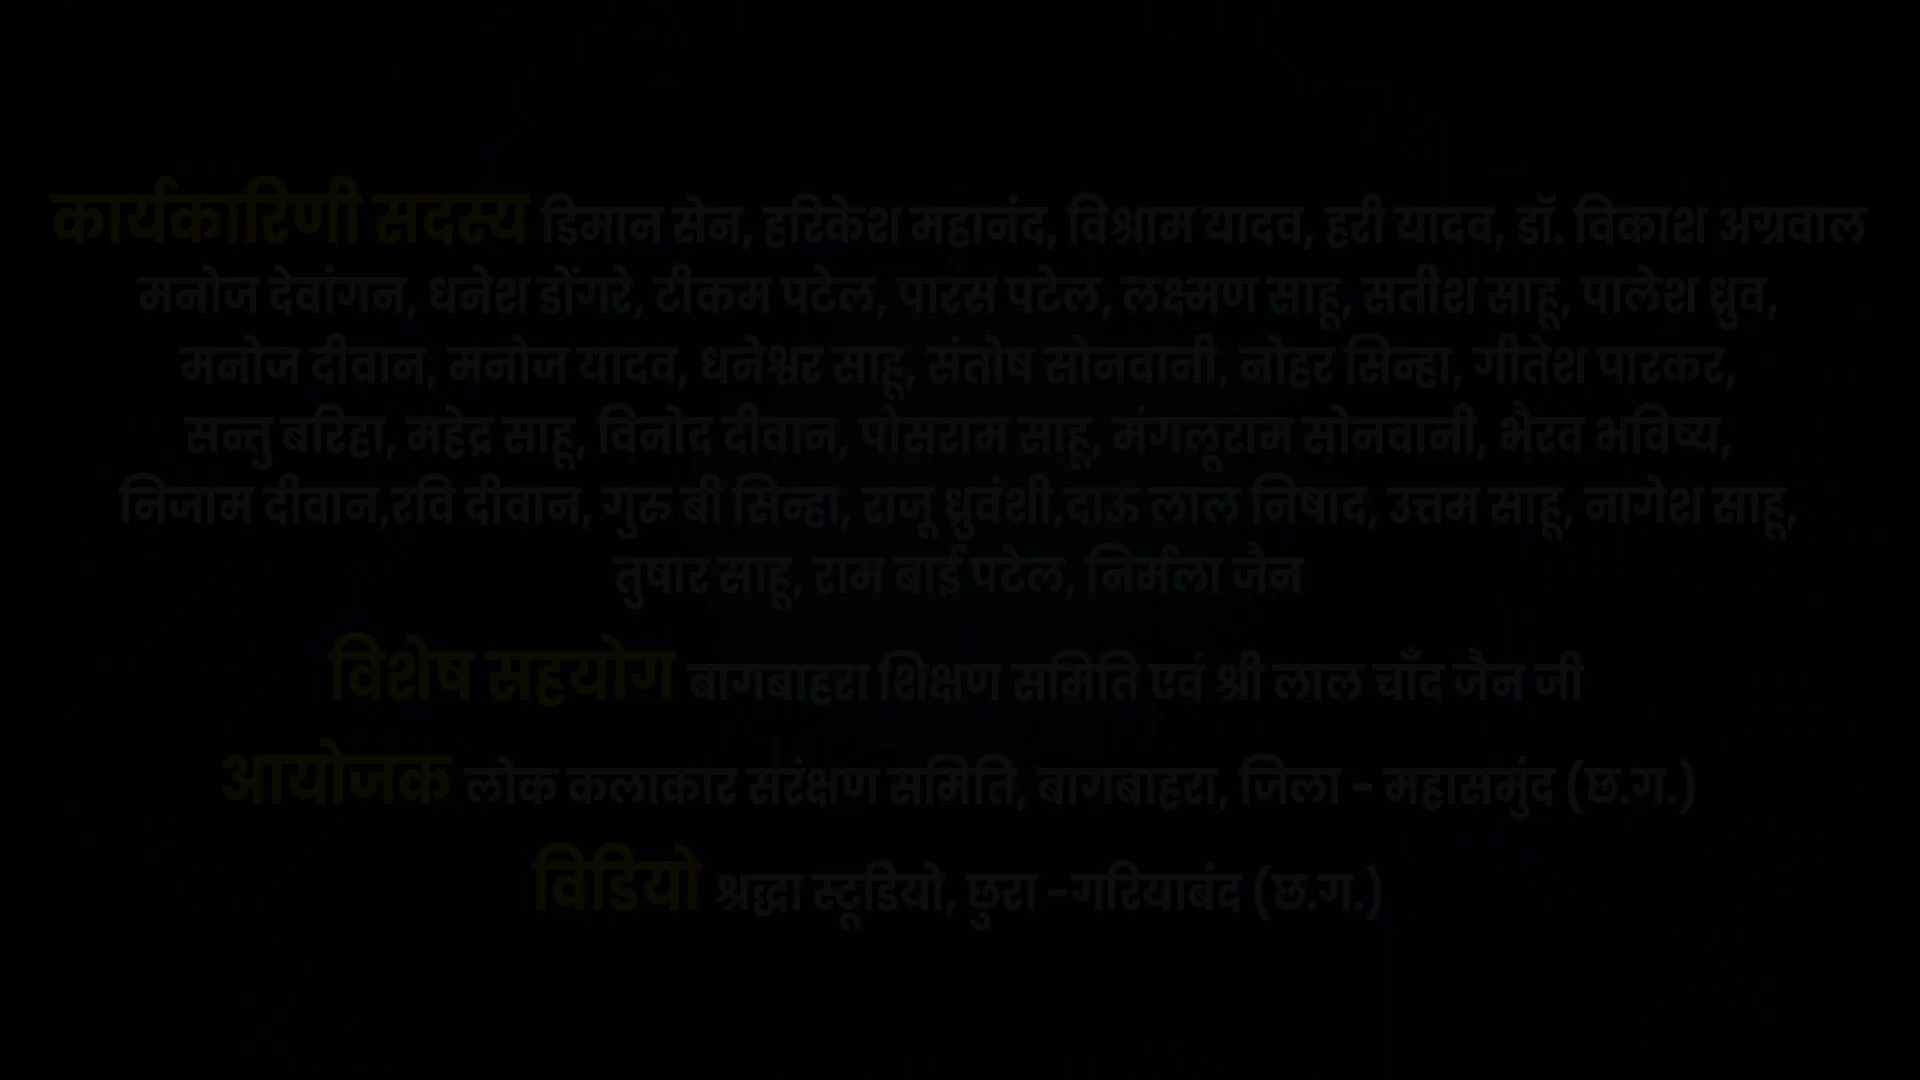 कार्यकारिणी सदस्य डिमान सेन, हरिकेश महानंद, विश्राम यादव, हरी यादव, डॉ. विकाश अग्रवाल
मनोज देवांगन, धनेश डोंगरे, टीकम पटेल, पारस पटेल, लक्ष्मण साहू, सतीश साहू, पालेश ध्रुव,
मनोज दीवान, मनोज यादव, धनेश्वर साहू, संतोष सोनवानी, नोहर सिन्हा, गीतेश पारकर,
सन्तु बरिहा, महेद्र साहू, विनोद दीवान, पोसराम साहू, मंगलूराम सोनवानी, भैरव भविष्य,
निजाम दीवान,रवि दीवान, गुरु बी सिन्हा, राजू ध्रुवंशी,दाऊ लाल निषाद, उत्तम साहू, नागेश साहू,
तुषार साहू, राम बाई पटेल, निर्मला जैन
विशेष सहयोग बागबाहरा शिक्षण समिति एवं श्री लाल चाँद जैन जी
आयोजक लोक कलाकार सरंक्षण समिति, बागबाहरा, जिला - महासमुंद (छ.ग.)
विडियो श्रद्धा स्टूडियो, छुरा -गरियाबंद (छ.ग.)